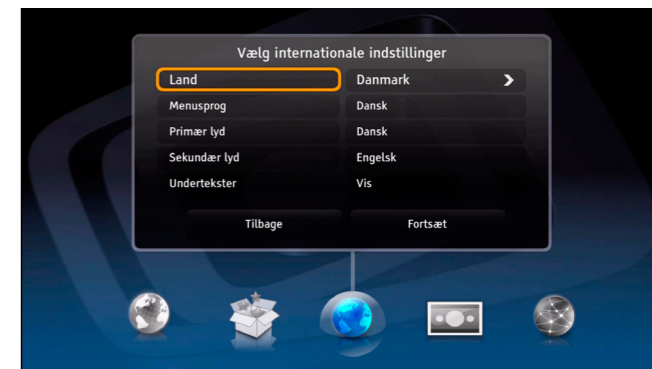 Vælg internationale indstillinger
Land Danmark
Menusprog Dansk
Primær lyd Dansk
Sekundær lyd Engelsk
Undertekster Vis
Tilbage Fortsæt